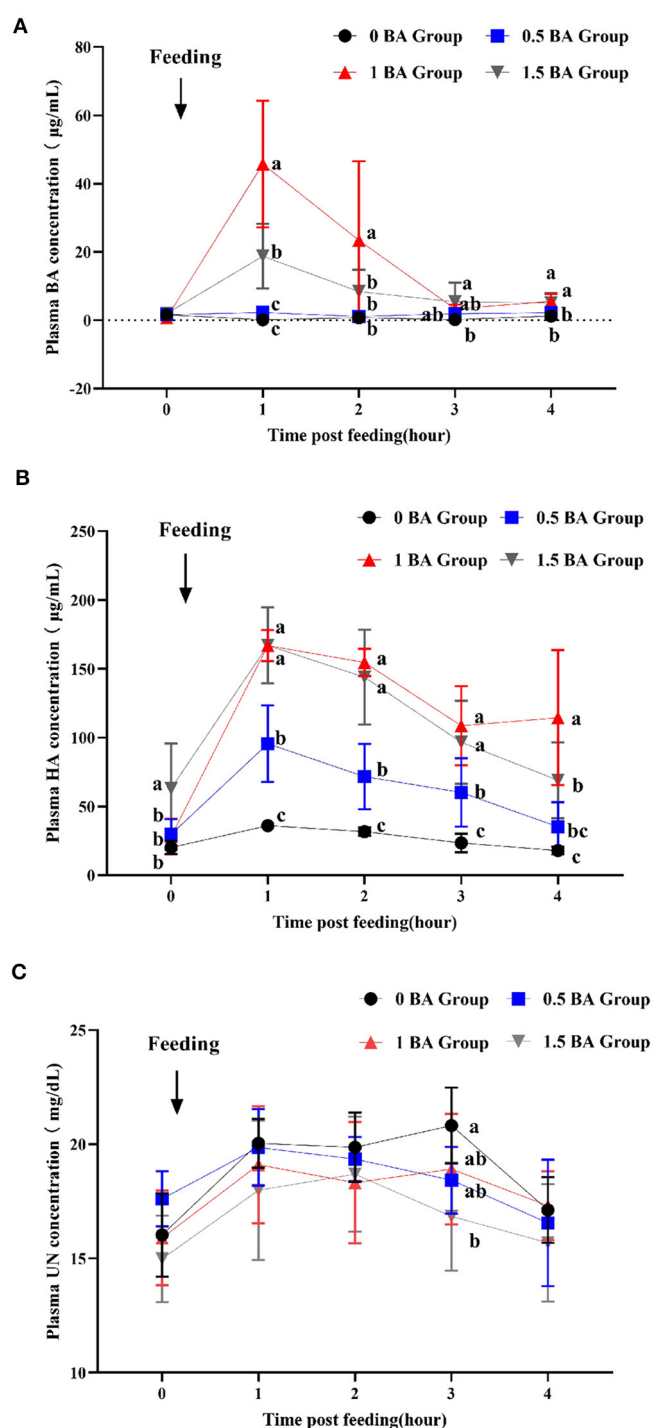 A
0 BA Group
0.5 BA Group
1 BA Group
1.5 BA Group
Feeding
Plasma BA concentration ( μg/mL)
80
60
40
20
0
-20
a
b
c
c
a
b
b
b
a
ab
ab
b
a
a
b
b
0
1
2
3
4
Time post feeding(hour)
B
0 BA Group
0.5 BA Group
1 BA Group
1.5 BA Group
Feeding
Plasma HA concentration ( μg/mL)
250
200
150
100
50
0
a
b
b
b
a
a
b
c
a
a
b
c
a
a
b
c
a
b
bc
c
0
1
2
3
4
Time post feeding(hour)
C
0 BA Group
0.5 BA Group
1 BA Group
1.5 BA Group
Feeding
Plasma UN concentration ( mg/dL)
25
20
15
10
a
ab
ab
b
0
1
2
3
4
Time post feeding(hour)